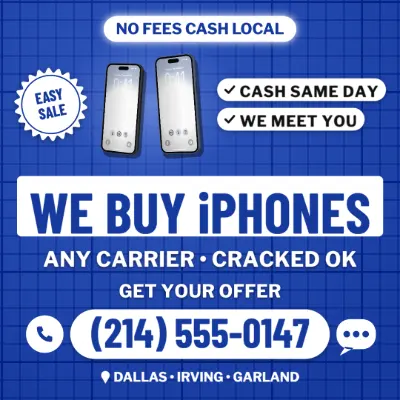 NO FEES CASH LOCAL
EASY
SALE
✓ CASH SAME DAY
✓ WE MEET YOU
WE BUY iPHONES
ANY CARRIER • CRACKED OK
GET YOUR OFFER
(214) 555-0147
DALLAS • IRVING • GARLAND